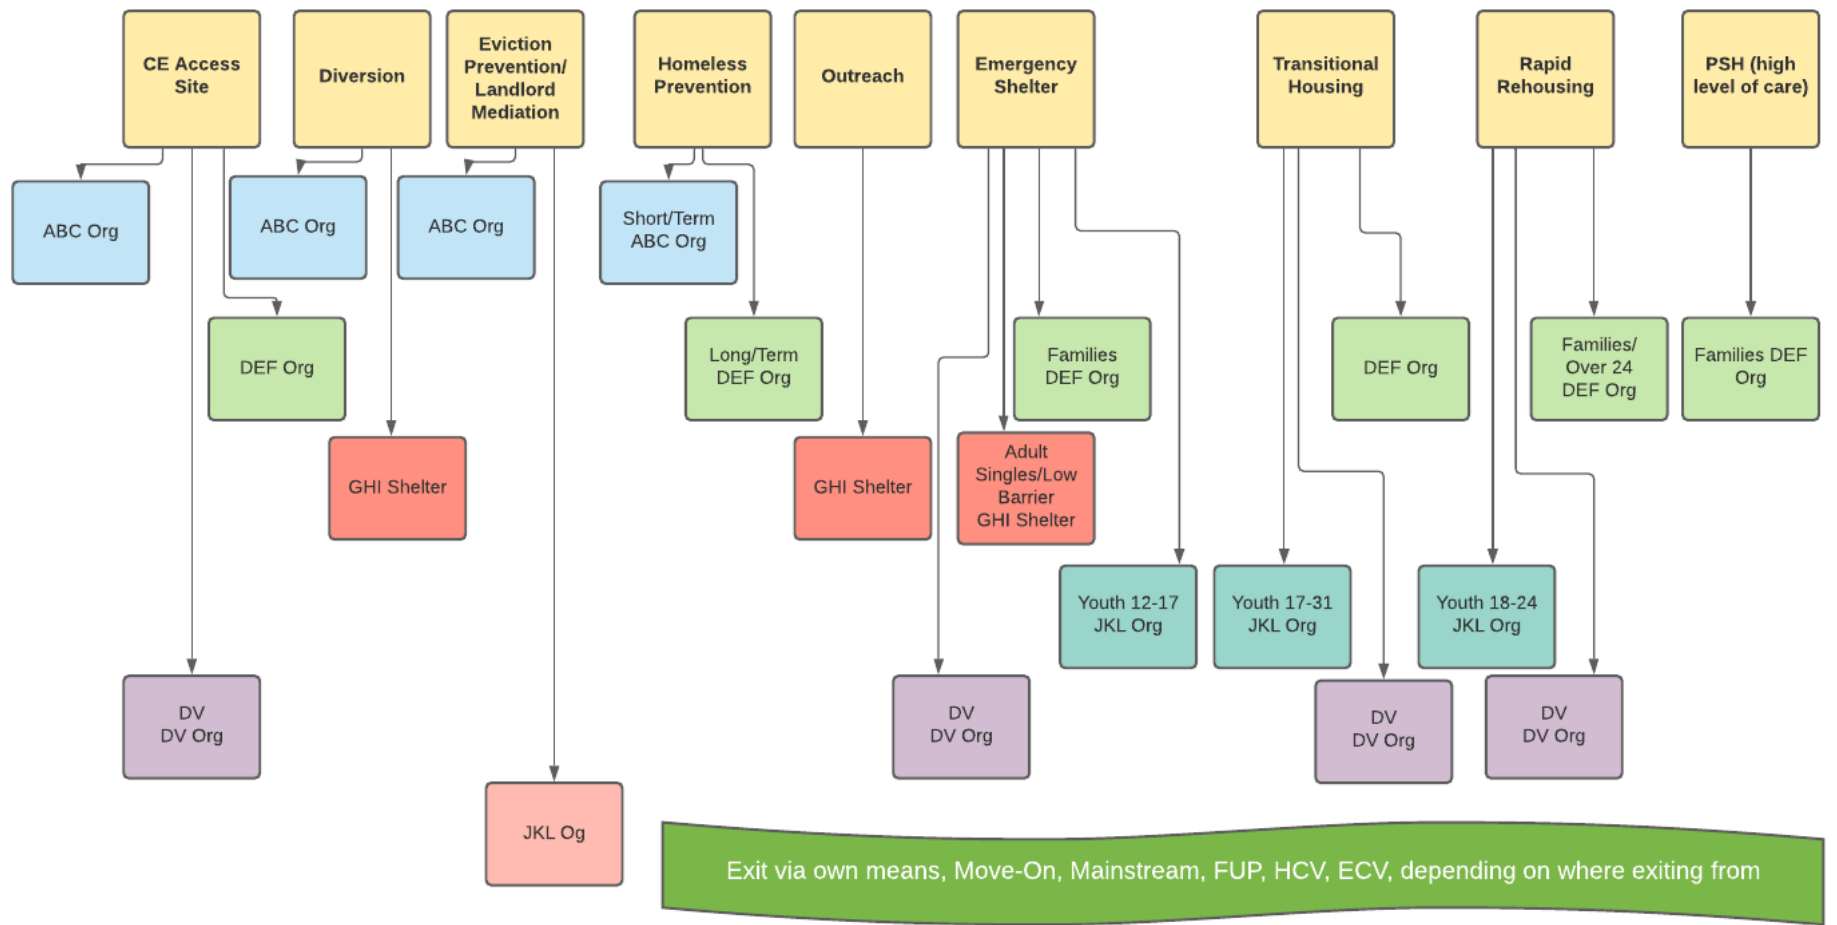 CE Access
Site
Diversion
Eviction
Prevention/
Landlord
Mediation
Homeless
Prevention
Outreach
Emergency
Shelter
Transitional
Housing
Rapid
Rehousing
PSH (high
level of care)
ABC Org
ABC Org
ABC Org
Short/Term
ABC Org
DEF Org
Long/Term
DEF Org
Families
DEF Org
DEF Org
Families/
Over 24
DEF Org
Families DEF
Org
GHI Shelter
GHI Shelter
Adult
Singles/Low
Barrier
GHI Shelter
Youth 12-17
JKL Org
Youth 17-31
JKL Org
Youth 18-24
JKL Org
DV
DV Org
DV
DV Org
DV
DV Org
DV
DV Org
JKL Og
Exit via own means, Move-On, Mainstream, FUP, HCV, ECV, depending on where exiting from